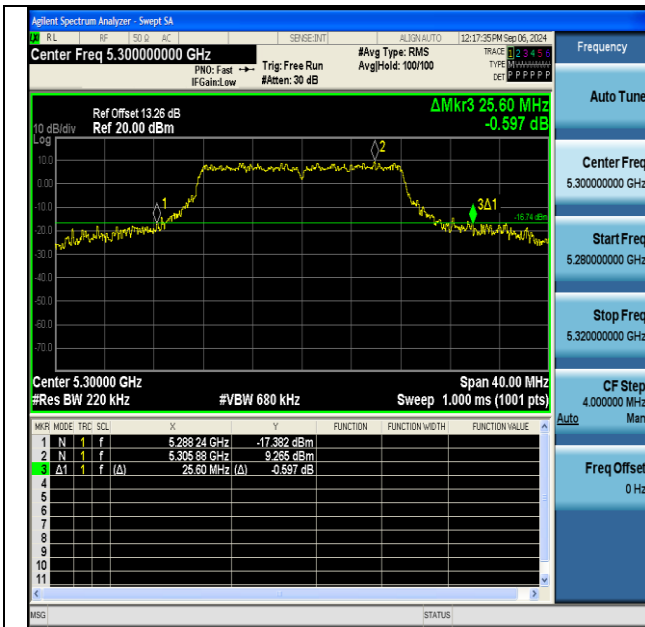 Agilent Spectrum Analyzer - Swept SA
RL RF 50 Ω AC SENSE:INT ALIGN AUTO 12:17:35 PM Sep 06, 2024
Center Freq 5.300000000 GHz #Avg Type: RMS TRACE 1 2 3 4 5 6
PNO: Fast Trig: Free Run Avg|Hold: 100/100 TYPE M
IFGain:Low #Atten: 30 dB DET P P P P P P
ΔMkr3 25.60 MHz
-0.597 dB
Ref Offset 13.26 dB
10 dB/div Ref 20.00 dBm
Log
10.0
0.00
-10.0
-20.0
-30.0
-40.0
-50.0
-60.0
-70.0
1
2
3Δ1
-16.74 dBm
Center 5.30000 GHz Span 40.00 MHz
#Res BW 220 kHz #VBW 680 kHz Sweep 1.000 ms (1001 pts)
MKR MODE TRC SCL X Y FUNCTION FUNCTION WIDTH FUNCTION VALUE
1 N 1 f 5.288 24 GHz -17.382 dBm
2 N 1 f 5.305 88 GHz 9.265 dBm
3 Δ1 1 f (Δ) 25.60 MHz (Δ) -0.597 dB
4
5
6
7
8
9
10
11
MSG STATUS
Frequency
Auto Tune
Center Freq
5.300000000 GHz
Start Freq
5.280000000 GHz
Stop Freq
5.320000000 GHz
CF Step
4.000000 MHz
Auto Man
Freq Offset
0 Hz